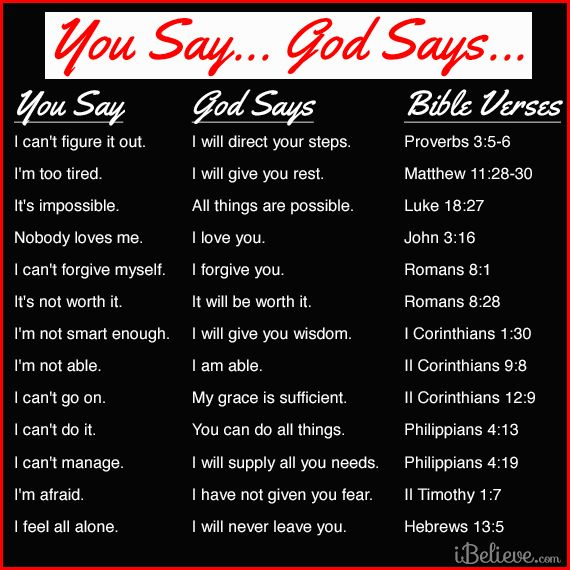 You Say... God Says...
You Say God Says Bible Verses
I can't figure it out. I will direct your steps. Proverbs 3:5-6
I'm too tired. I will give you rest. Matthew 11:28-30
It's impossible. All things are possible. Luke 18:27
Nobody loves me. I love you. John 3:16
I can't forgive myself. I forgive you. Romans 8:1
It's not worth it. It will be worth it. Romans 8:28
I'm not smart enough. I will give you wisdom. I Corinthians 1:30
I'm not able. I am able. II Corinthians 9:8
I can't go on. My grace is sufficient. II Corinthians 12:9
I can't do it. You can do all things. Philippians 4:13
I can't manage. I will supply all you needs. Philippians 4:19
I'm afraid. I have not given you fear. II Timothy 1:7
I feel all alone. I will never leave you. Hebrews 13:5
iBelieve.com